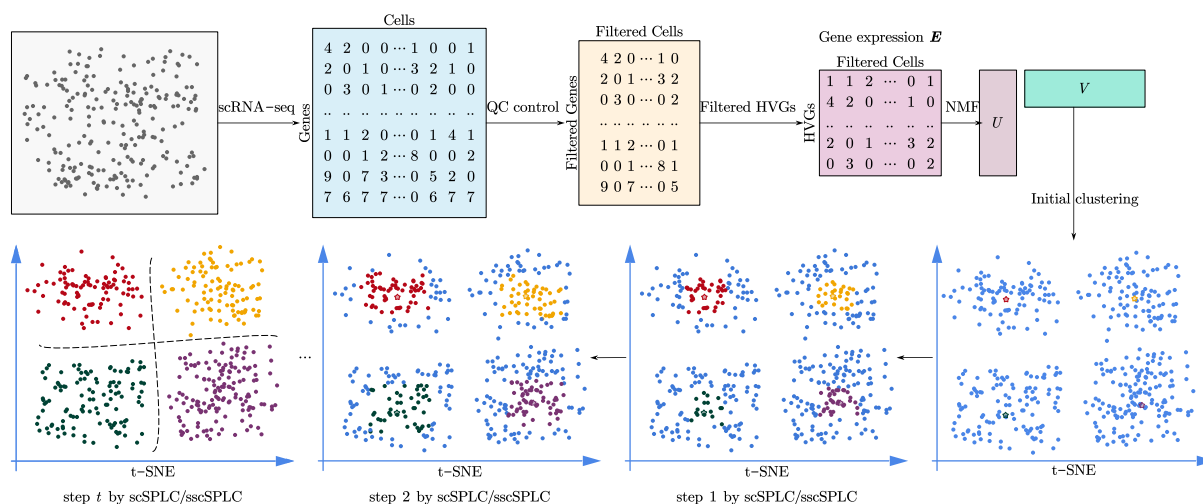 Cells
Filtered Cells
Gene expression E
Filtered Cells
scRNA-seq
Genes
4 2 0 0 ··· 1 0 0 1
2 0 1 0 ··· 3 2 1 0
0 3 0 1 ··· 0 2 0 0
.. .. .. .. .. .. .. ..
1 1 2 0 ··· 0 1 4 1
0 0 1 2 ··· 8 0 0 2
9 0 7 3 ··· 0 5 2 0
7 6 7 7 ··· 0 6 7 7
QC control
Filtered Genes
4 2 0 ··· 1 0
2 0 1 ··· 3 2
0 3 0 ··· 0 2
.. .. .. .. .. ..
1 1 2 ··· 0 1
0 0 1 ··· 8 1
9 0 7 ··· 0 5
Filtered HVGs
HVGs
1 1 2 ··· 0 1
4 2 0 ··· 1 0
.. .. .. .. .. ..
2 0 1 ··· 3 2
0 3 0 ··· 0 2
NMF
U
V
Initial clustering
...
t-SNE
t-SNE
t-SNE
t-SNE
step t by scSPLC/sscSPLC
step 2 by scSPLC/sscSPLC
step 1 by scSPLC/sscSPLC